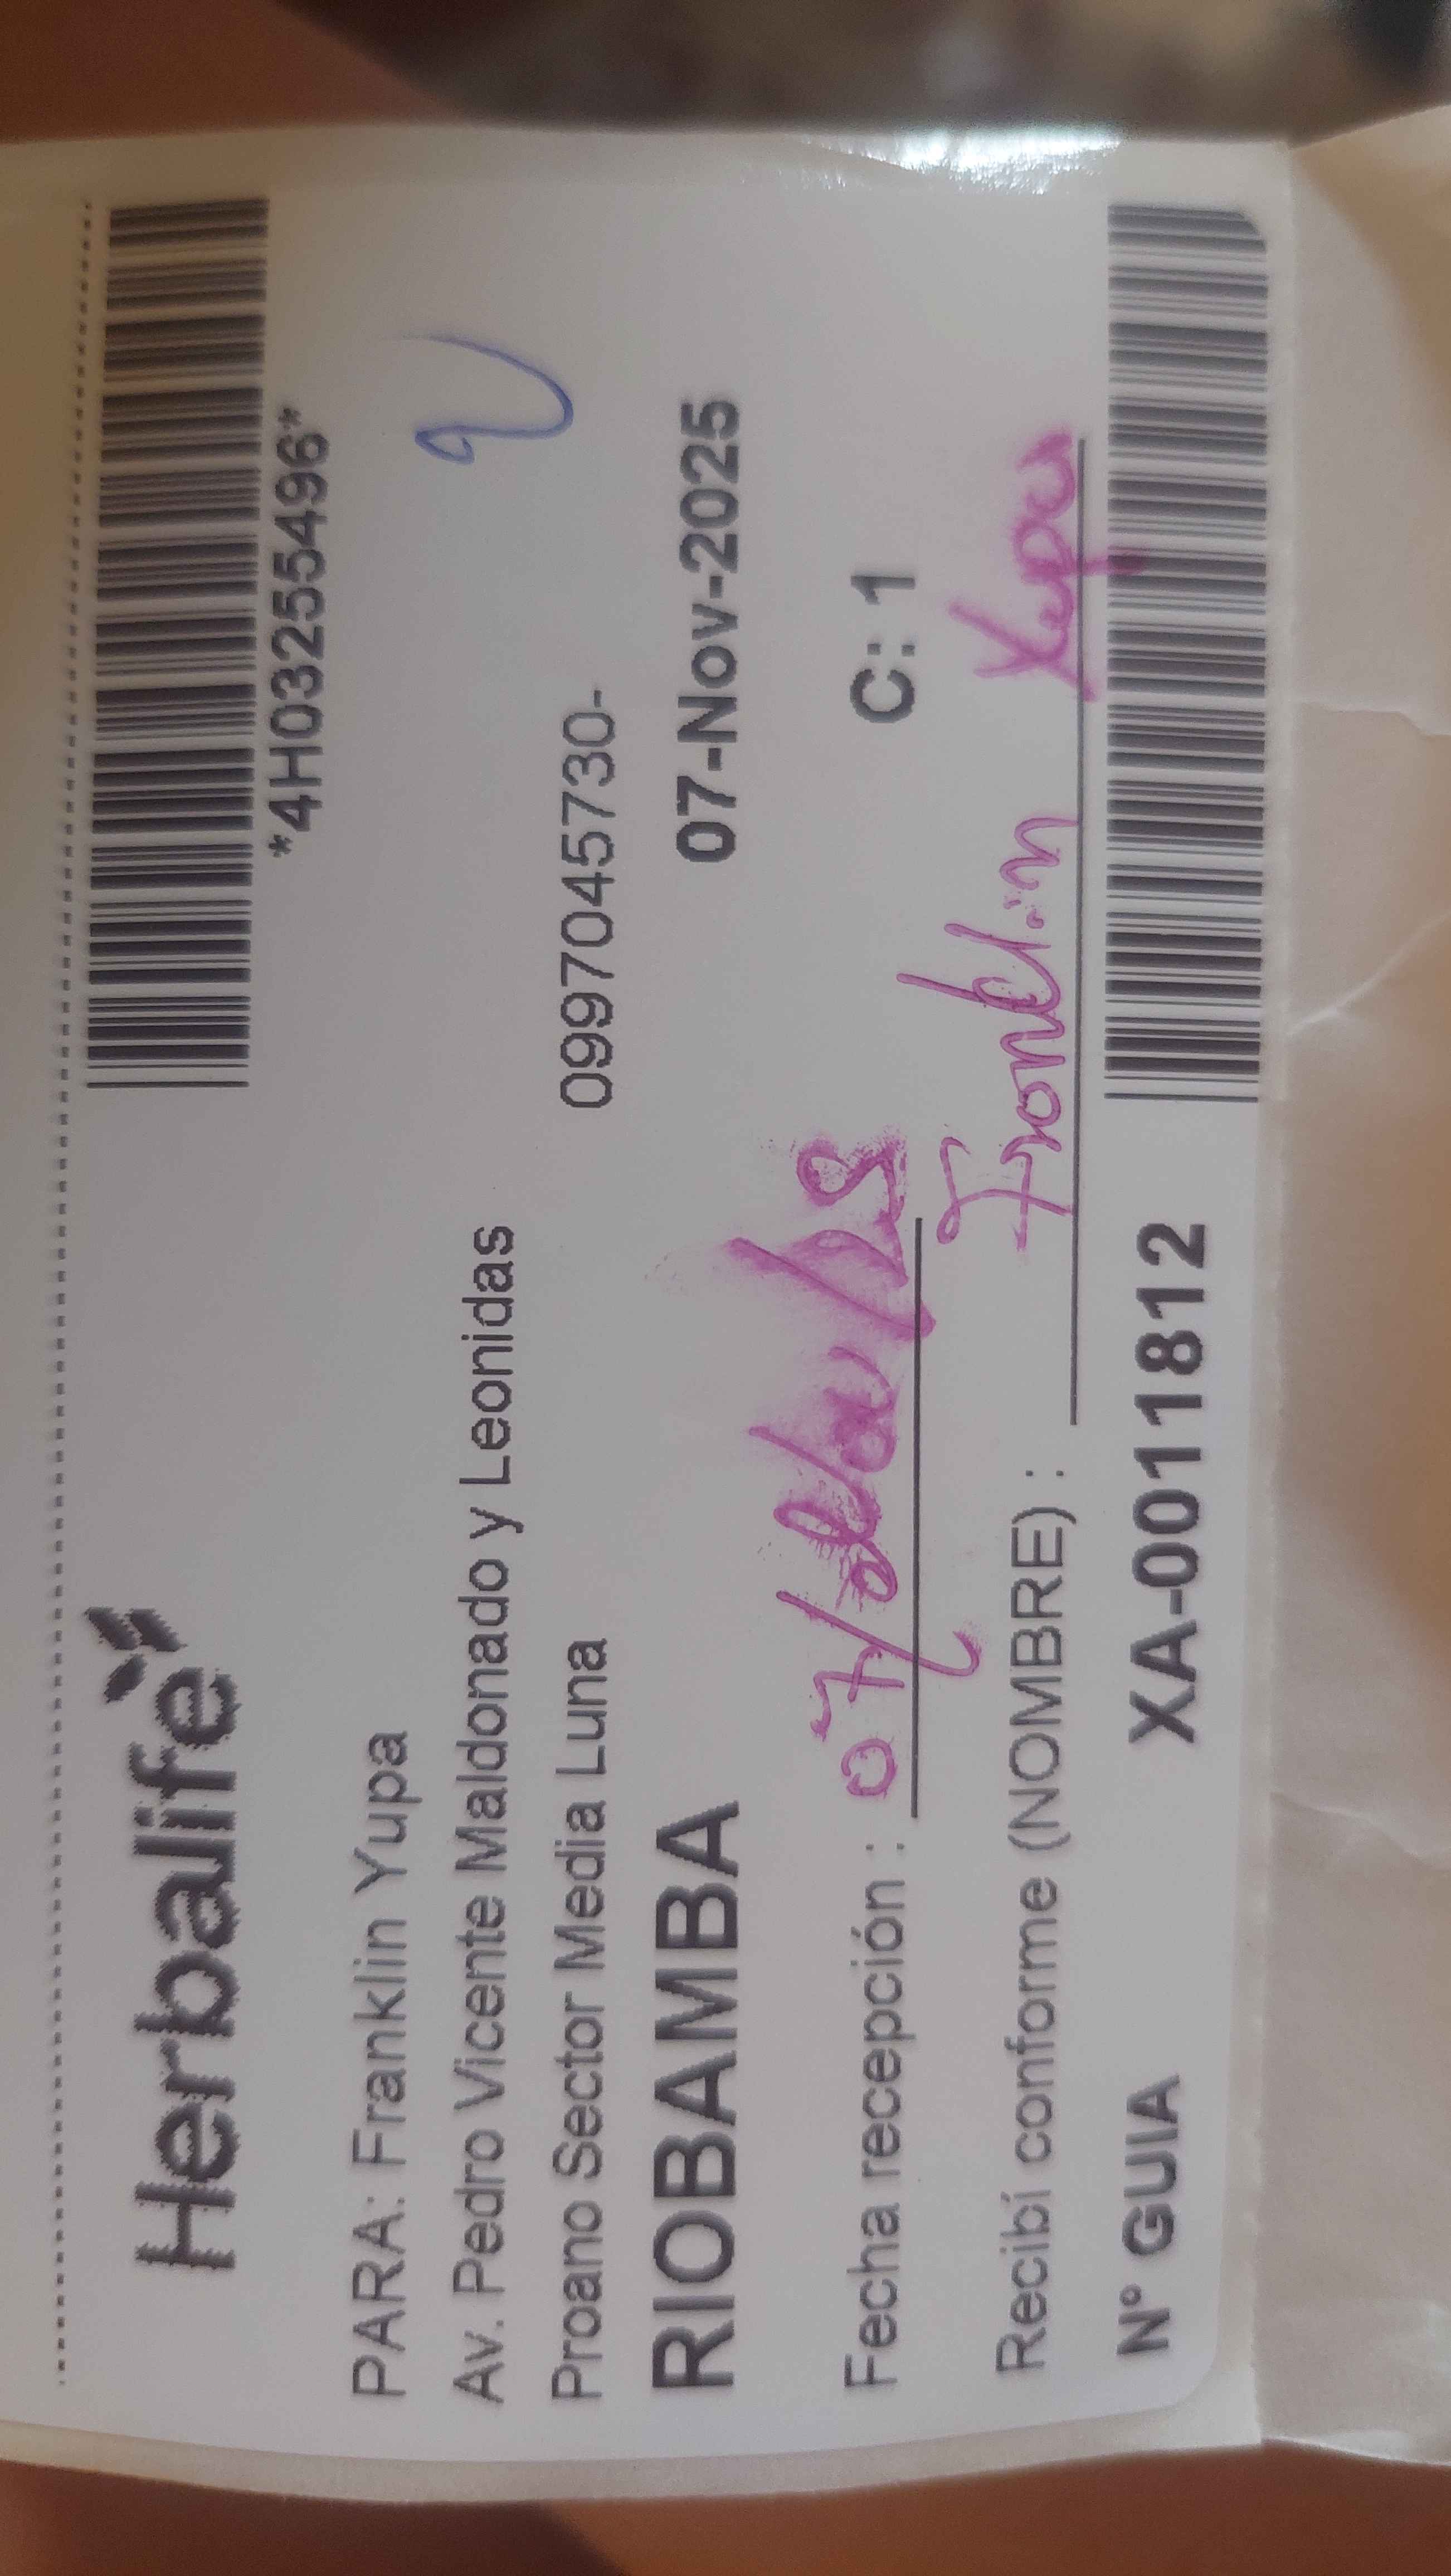 Herbalife
*4H03255496*
PARA: Franklin Yupa
Av. Pedro Vicente Maldonado y Leonidas
Proano Sector Media Luna 0997045730-
RIOBAMBA 07-Nov-2025
Fecha recepción : 07/ C: 1
Recibí conforme (NOMBRE) : Franklin Yupa
N° GUIA XA-0011812